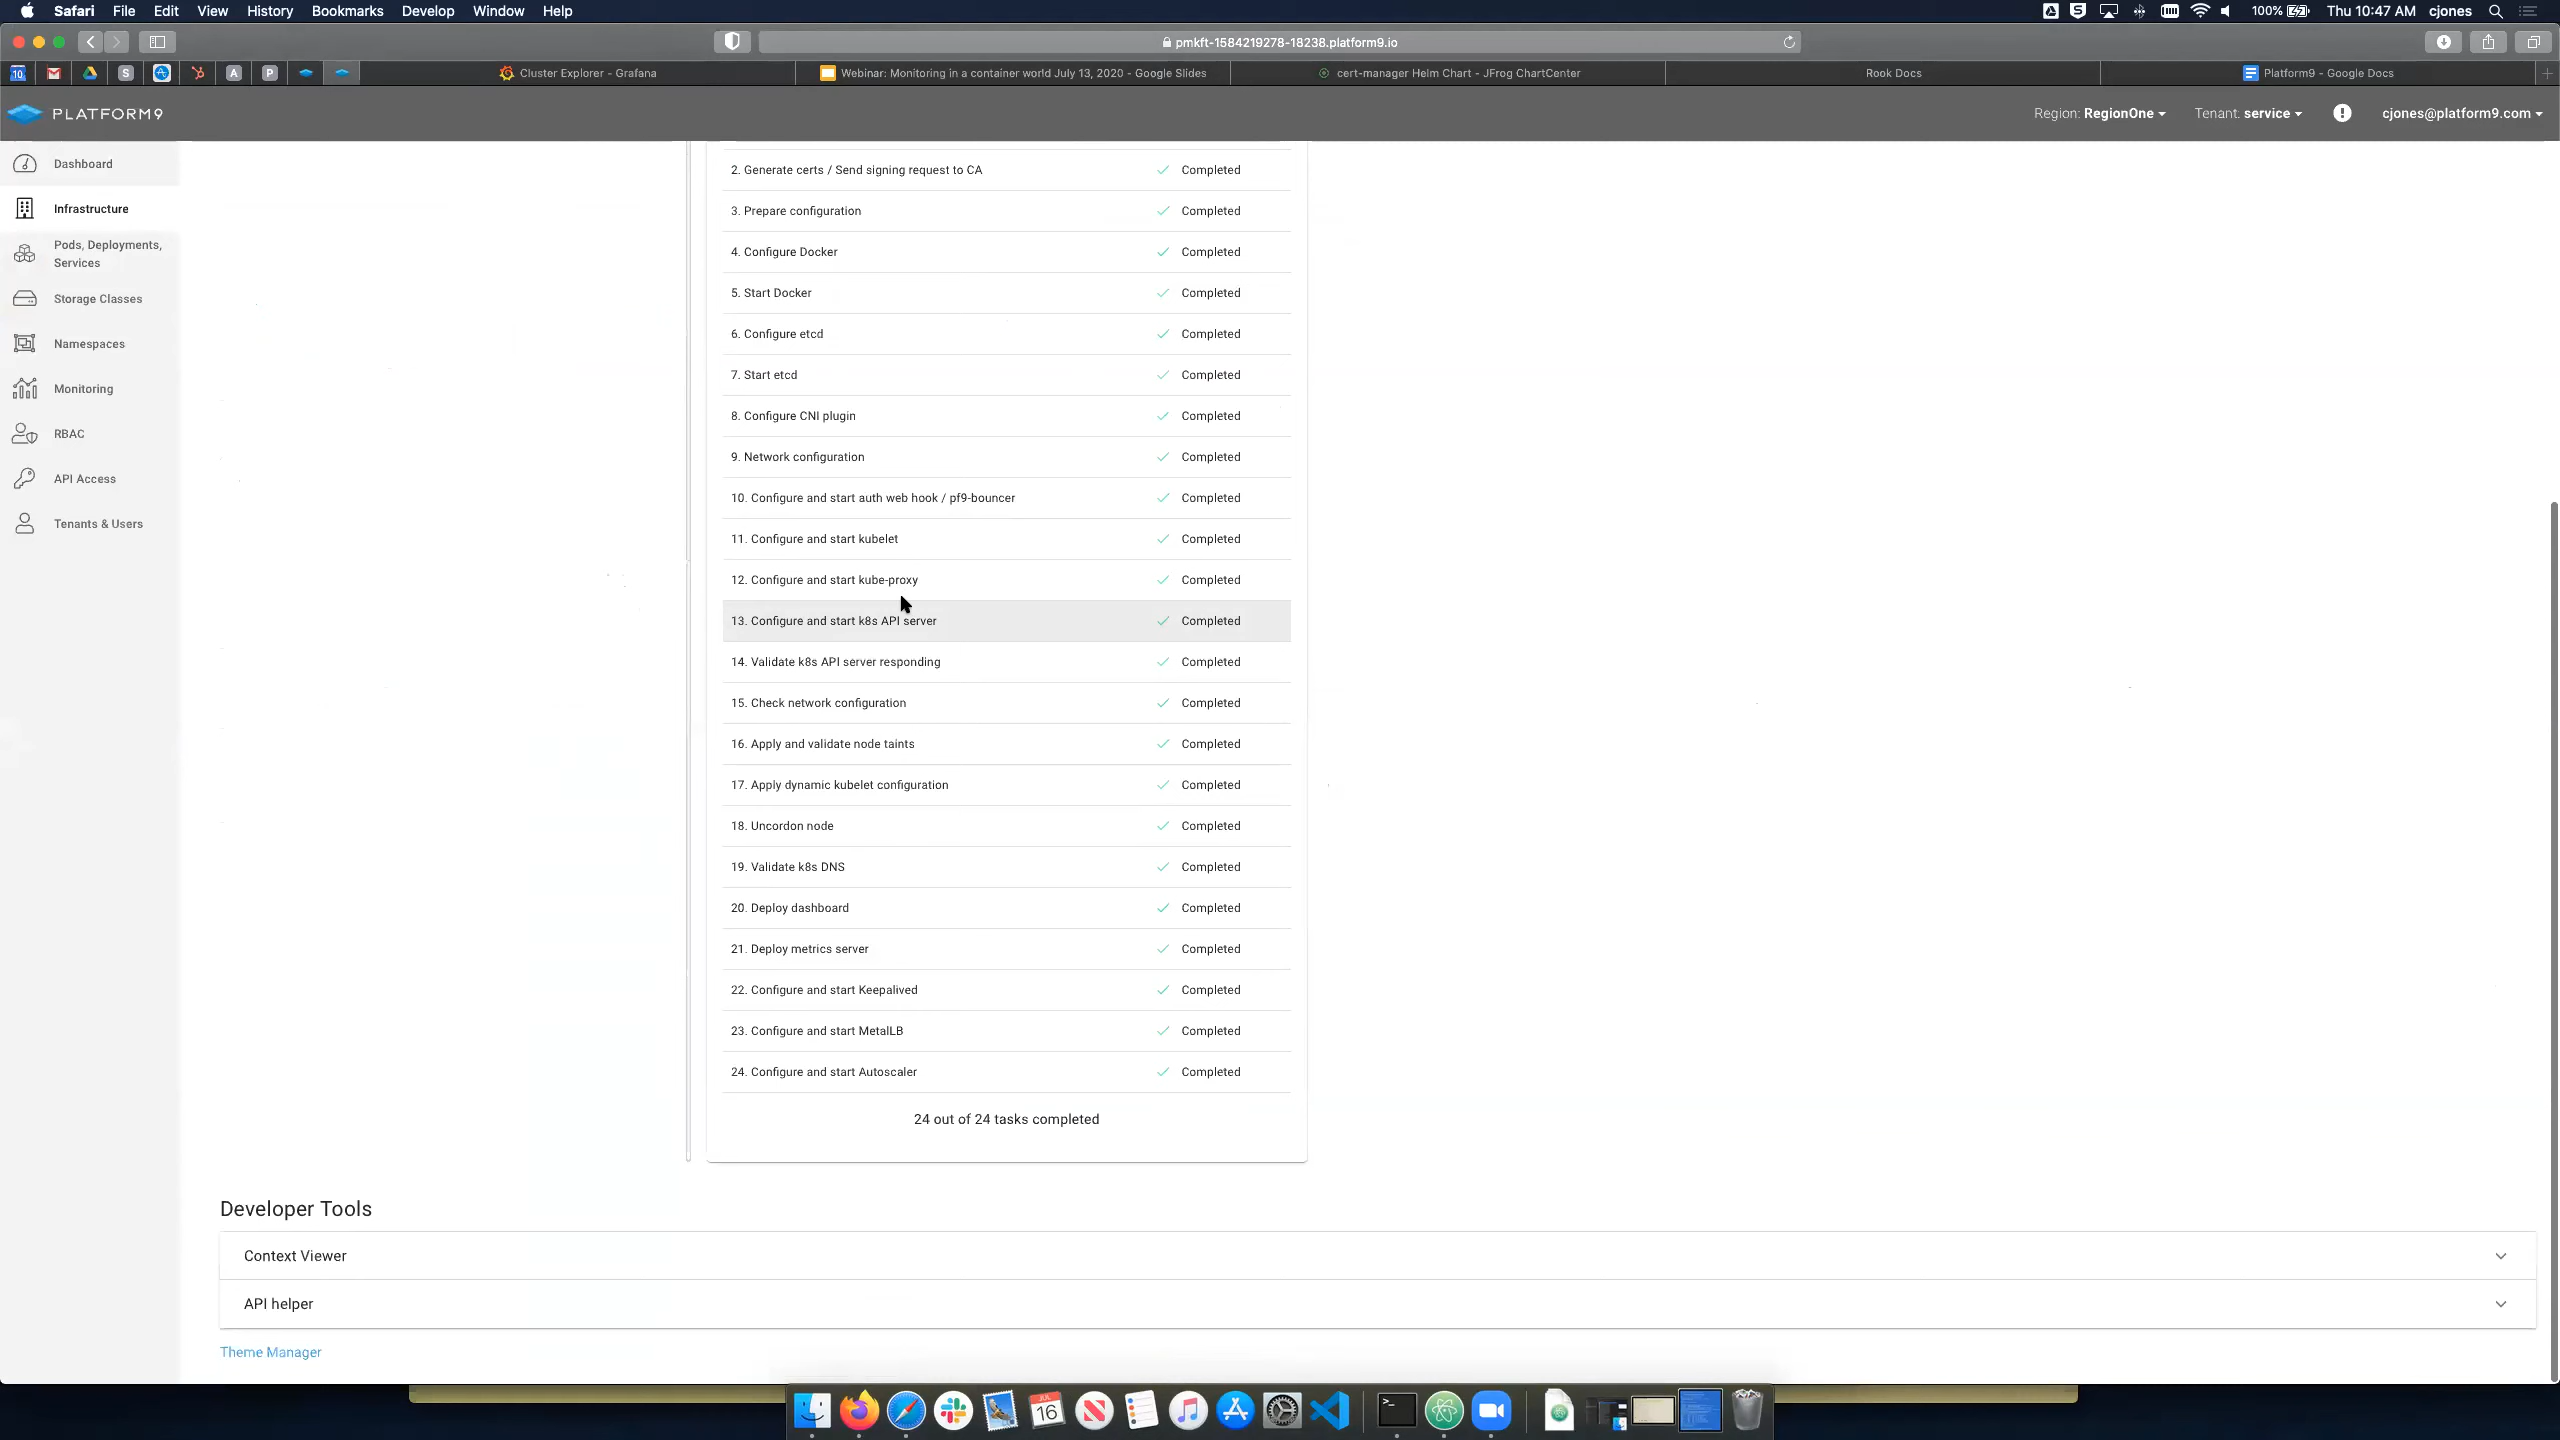 Safari File Edit View History Bookmarks Develop Window Help
100% Thu 10:47 AM cjones
pmkft-1584219278-18238.platform9.io
10 S A P Cluster Explorer - Grafana Webinar: Monitoring in a container world July 13, 2020 - Google Slides cert-manager Helm Chart - JFrog ChartCenter Rook Docs Platform9 - Google Docs
PLATFORM9 Region: RegionOne Tenant: service cjones@platform9.com
Dashboard
Infrastructure
Pods, Deployments,
Services
Storage Classes
Namespaces
Monitoring
RBAC
API Access
Tenants & Users
2. Generate certs / Send signing request to CA Completed
3. Prepare configuration Completed
4. Configure Docker Completed
5. Start Docker Completed
6. Configure etcd Completed
7. Start etcd Completed
8. Configure CNI plugin Completed
9. Network configuration Completed
10. Configure and start auth web hook / pf9-bouncer Completed
11. Configure and start kubelet Completed
12. Configure and start kube-proxy Completed
13. Configure and start k8s API server Completed
14. Validate k8s API server responding Completed
15. Check network configuration Completed
16. Apply and validate node taints Completed
17. Apply dynamic kubelet configuration Completed
18. Uncordon node Completed
19. Validate k8s DNS Completed
20. Deploy dashboard Completed
21. Deploy metrics server Completed
22. Configure and start Keepalived Completed
23. Configure and start MetalLB Completed
24. Configure and start Autoscaler Completed
24 out of 24 tasks completed
Developer Tools
Context Viewer
API helper
Theme Manager
JUL
16